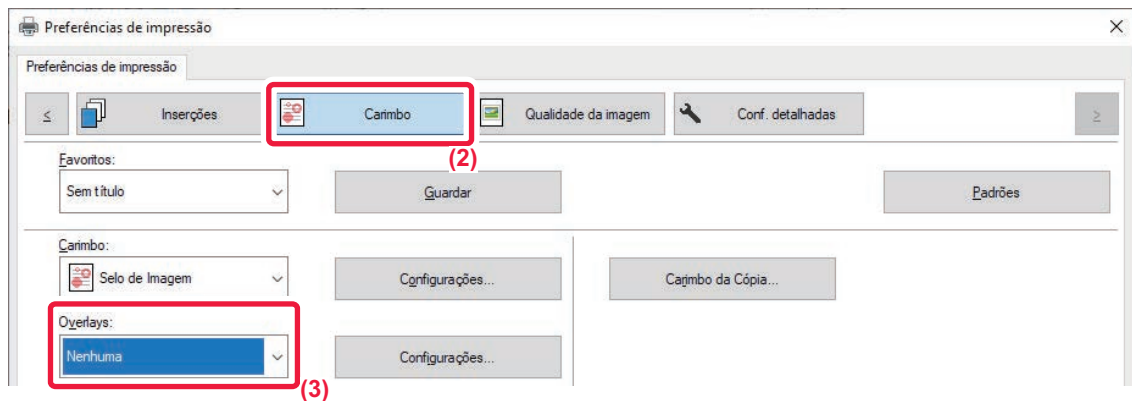 Preferências de impressão
Preferências de impressão
< Inserções Carimbo Qualidade da imagem Conf. detalhadas >
(2)
Favoritos:
Sem título Guardar Padrões
Carimbo:
Selo de Imagem Configurações... Carimbo da Cópia...
Overlays:
Nenhuma Configurações...
(3)